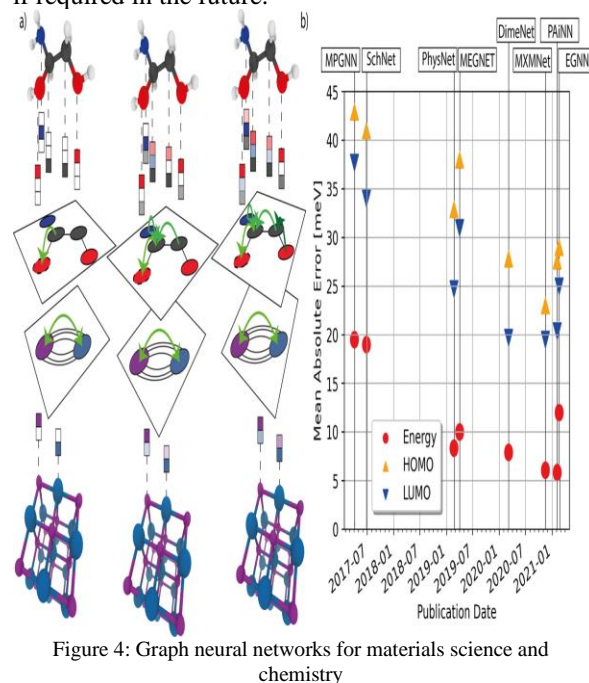 if required in the future.
a)
b)
DimeNet PAiNN
MPGNN SchNet PhysNet MEGNET MXMNet EGNN
Mean Absolute Error [meV]
45
40
35
30
25
20
15
10
5
0
Energy
HOMO
LUMO
2017-07 2018-01 2018-07 2019-01 2019-07 2020-01 2020-07 2021-01
Publication Date
Figure 4: Graph neural networks for materials science and
chemistry